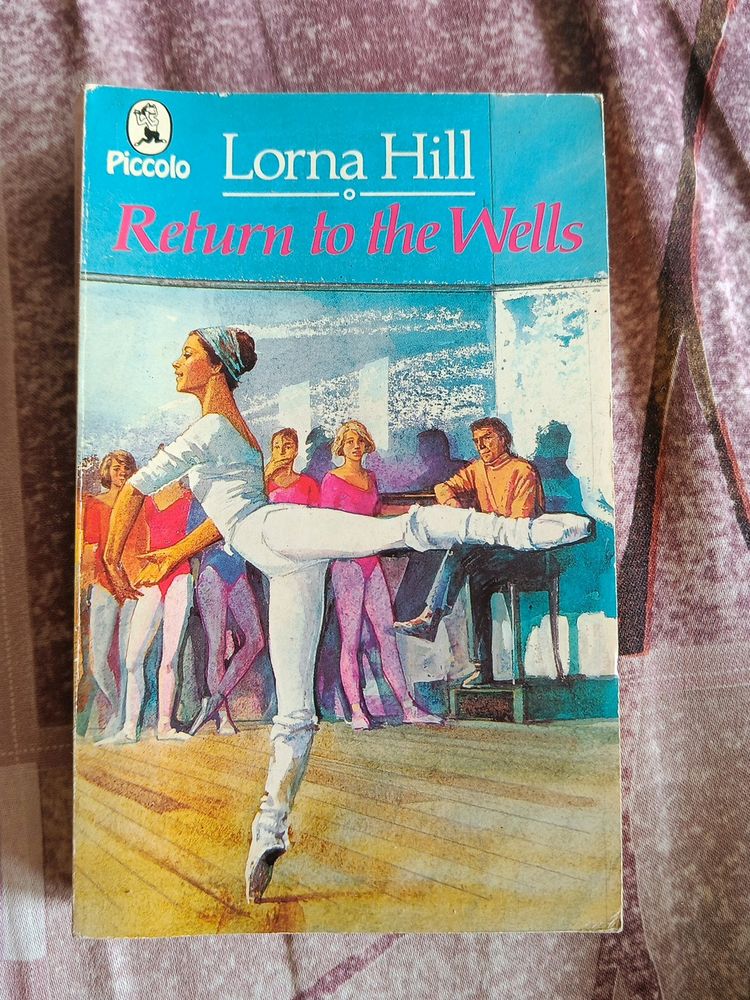 Piccolo
Lorna Hill
Return to the Wells